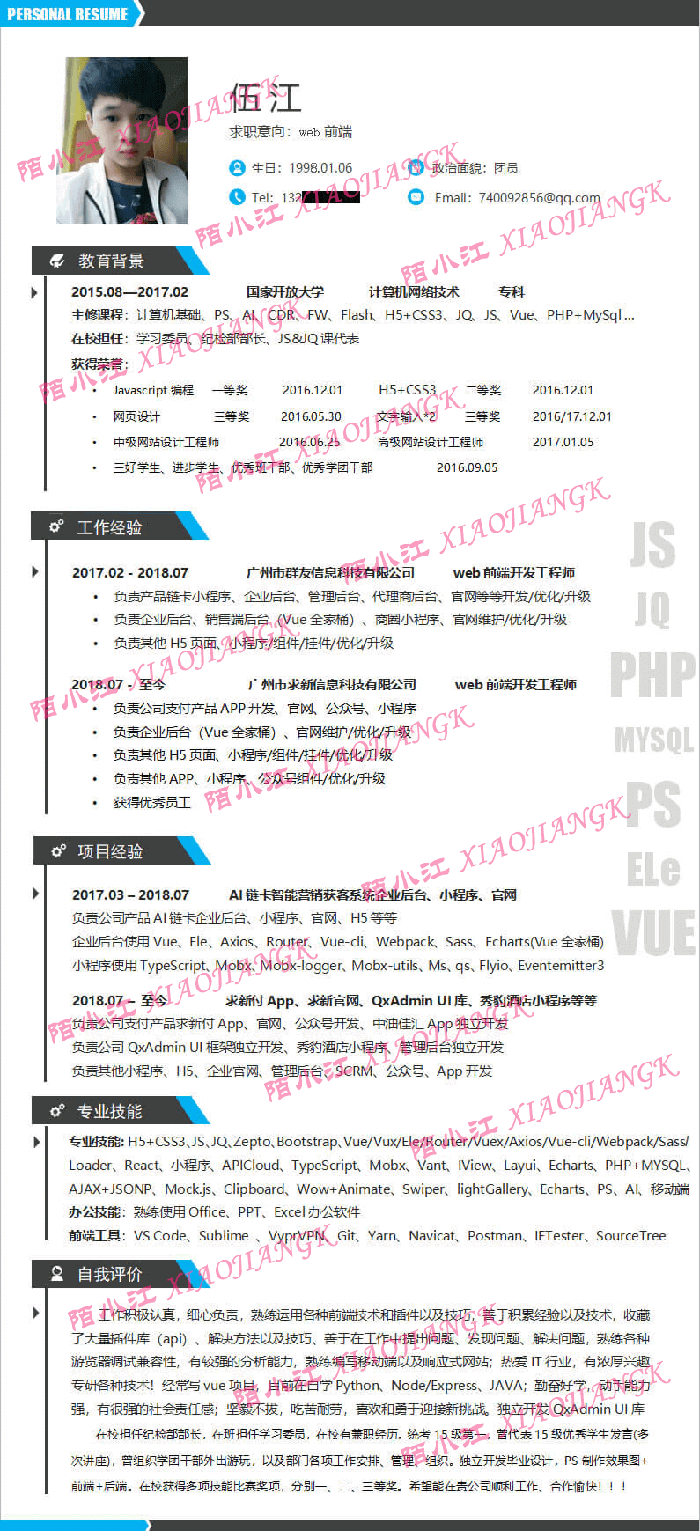 PERSONAL RESUME
伍江
求职意向：web 前端
生日：1998.01.06 政治面貌：团员
Tel：132 Email：740092856@qq.com
教育背景
2015.08—2017.02 国家开放大学 计算机网络技术 专科
主修课程：计算机基础、PS、AI、CDR、FW、Flash、H5+CSS3、JQ、JS、Vue、PHP+MySql ...
在校担任：学习委员、纪检部部长、JS&JQ 课代表
获得荣誉：
• Javascript 编程 一等奖 2016.12.01 H5+CSS3 二等奖 2016.12.01
• 网页设计 三等奖 2016.05.30 文字输入*2 三等奖 2016/17.12.01
• 中级网站设计工程师 2016.06.25 高级网站设计工程师 2017.01.05
• 三好学生、进步学生、优秀班干部、优秀学团干部 2016.09.05
工作经验
2017.02 - 2018.07 广州市群友信息科技有限公司 web 前端开发工程师
• 负责产品链卡小程序、企业后台、管理后台、代理商后台、官网等等开发/优化/升级
• 负责企业后台、销售端后台（Vue 全家桶）、商圈小程序、官网维护/优化/升级
• 负责其他 H5 页面、小程序/组件/挂件/优化/升级
2018.07 - 至今 广州市求新信息科技有限公司 web 前端开发工程师
• 负责公司支付产品 APP 开发、官网、公众号、小程序
• 负责企业后台（Vue 全家桶）、官网维护/优化/升级
• 负责其他 H5 页面、小程序/组件/挂件/优化/升级
• 负责其他 APP、小程序、公众号组件/优化/升级
• 获得优秀员工
JS
JQ
PHP
MYSQL
PS
ELe
VUE
项目经验
2017.03 – 2018.07 AI 链卡智能营销获客系统企业后台、小程序、官网
负责公司产品 AI 链卡企业后台、小程序、官网、H5 等等
企业后台使用 Vue、Ele、Axios、Router、Vue-cli、Webpack、Sass、Echarts(Vue 全家桶)
小程序使用 TypeScript、Mobx、Mobx-logger、Mobx-utils、Ms、qs、Flyio、Eventemitter3
2018.07 – 至今 求新付 App、求新官网、QxAdmin UI 库、秀豹酒店小程序等等
负责公司支付产品求新付 App、官网、公众号开发、中油佳汇 App 独立开发
负责公司 QxAdmin UI 框架独立开发、秀豹酒店小程序、管理后台独立开发
负责其他小程序、H5、企业官网、管理后台、SCRM、公众号、App 开发
专业技能
专业技能: H5+CSS3、JS、JQ、Zepto、Bootstrap、Vue/Vux/Ele/Router/Vuex/Axios/Vue-cli/Webpack/Sass/
Loader、React、小程序、APICloud、TypeScript、Mobx、Vant、IView、Layui、Echarts、PHP+MYSQL、
AJAX+JSONP、Mock.js、Clipboard、Wow+Animate、Swiper、lightGallery、Echarts、PS、AI、移动端
办公技能：熟练使用 Office、PPT、Excel 办公软件
前端工具：VS Code、Sublime 、VyprVPN、Git、Yarn、Navicat、Postman、IETester、SourceTree
自我评价
工作积极认真，细心负责，熟练运用各种前端技术和插件以及技巧，善于积累经验以及技术，收藏
了大量插件库（api）、解决方法以及技巧、善于在工作中提出问题、发现问题、解决问题，熟练各种
游览器调试兼容性，有较强的分析能力，熟练编写移动端以及响应式网站；热爱 IT 行业，有浓厚兴趣
专研各种技术！经常写 vue 项目，目前在自学 Python、Node/Express、JAVA；勤奋好学，动手能力
强，有很强的社会责任感；坚毅不拔，吃苦耐劳，喜欢和勇于迎接新挑战。独立开发 QxAdmin UI 库
在校担任纪检部部长，在班担任学习委员，在校有兼职经历，统考 15 级第一，曾代表 15 级优秀学生发言(多
次讲座)，曾组织学团干部外出游玩，以及部门各项工作安排、管理、组织。独立开发毕业设计，PS 制作效果图+
前端+后端。在校获得多项技能比赛奖项，分别一、二、三等奖。希望能在贵公司顺利工作、合作愉快！！！
陌小江 XIAOJIANGK